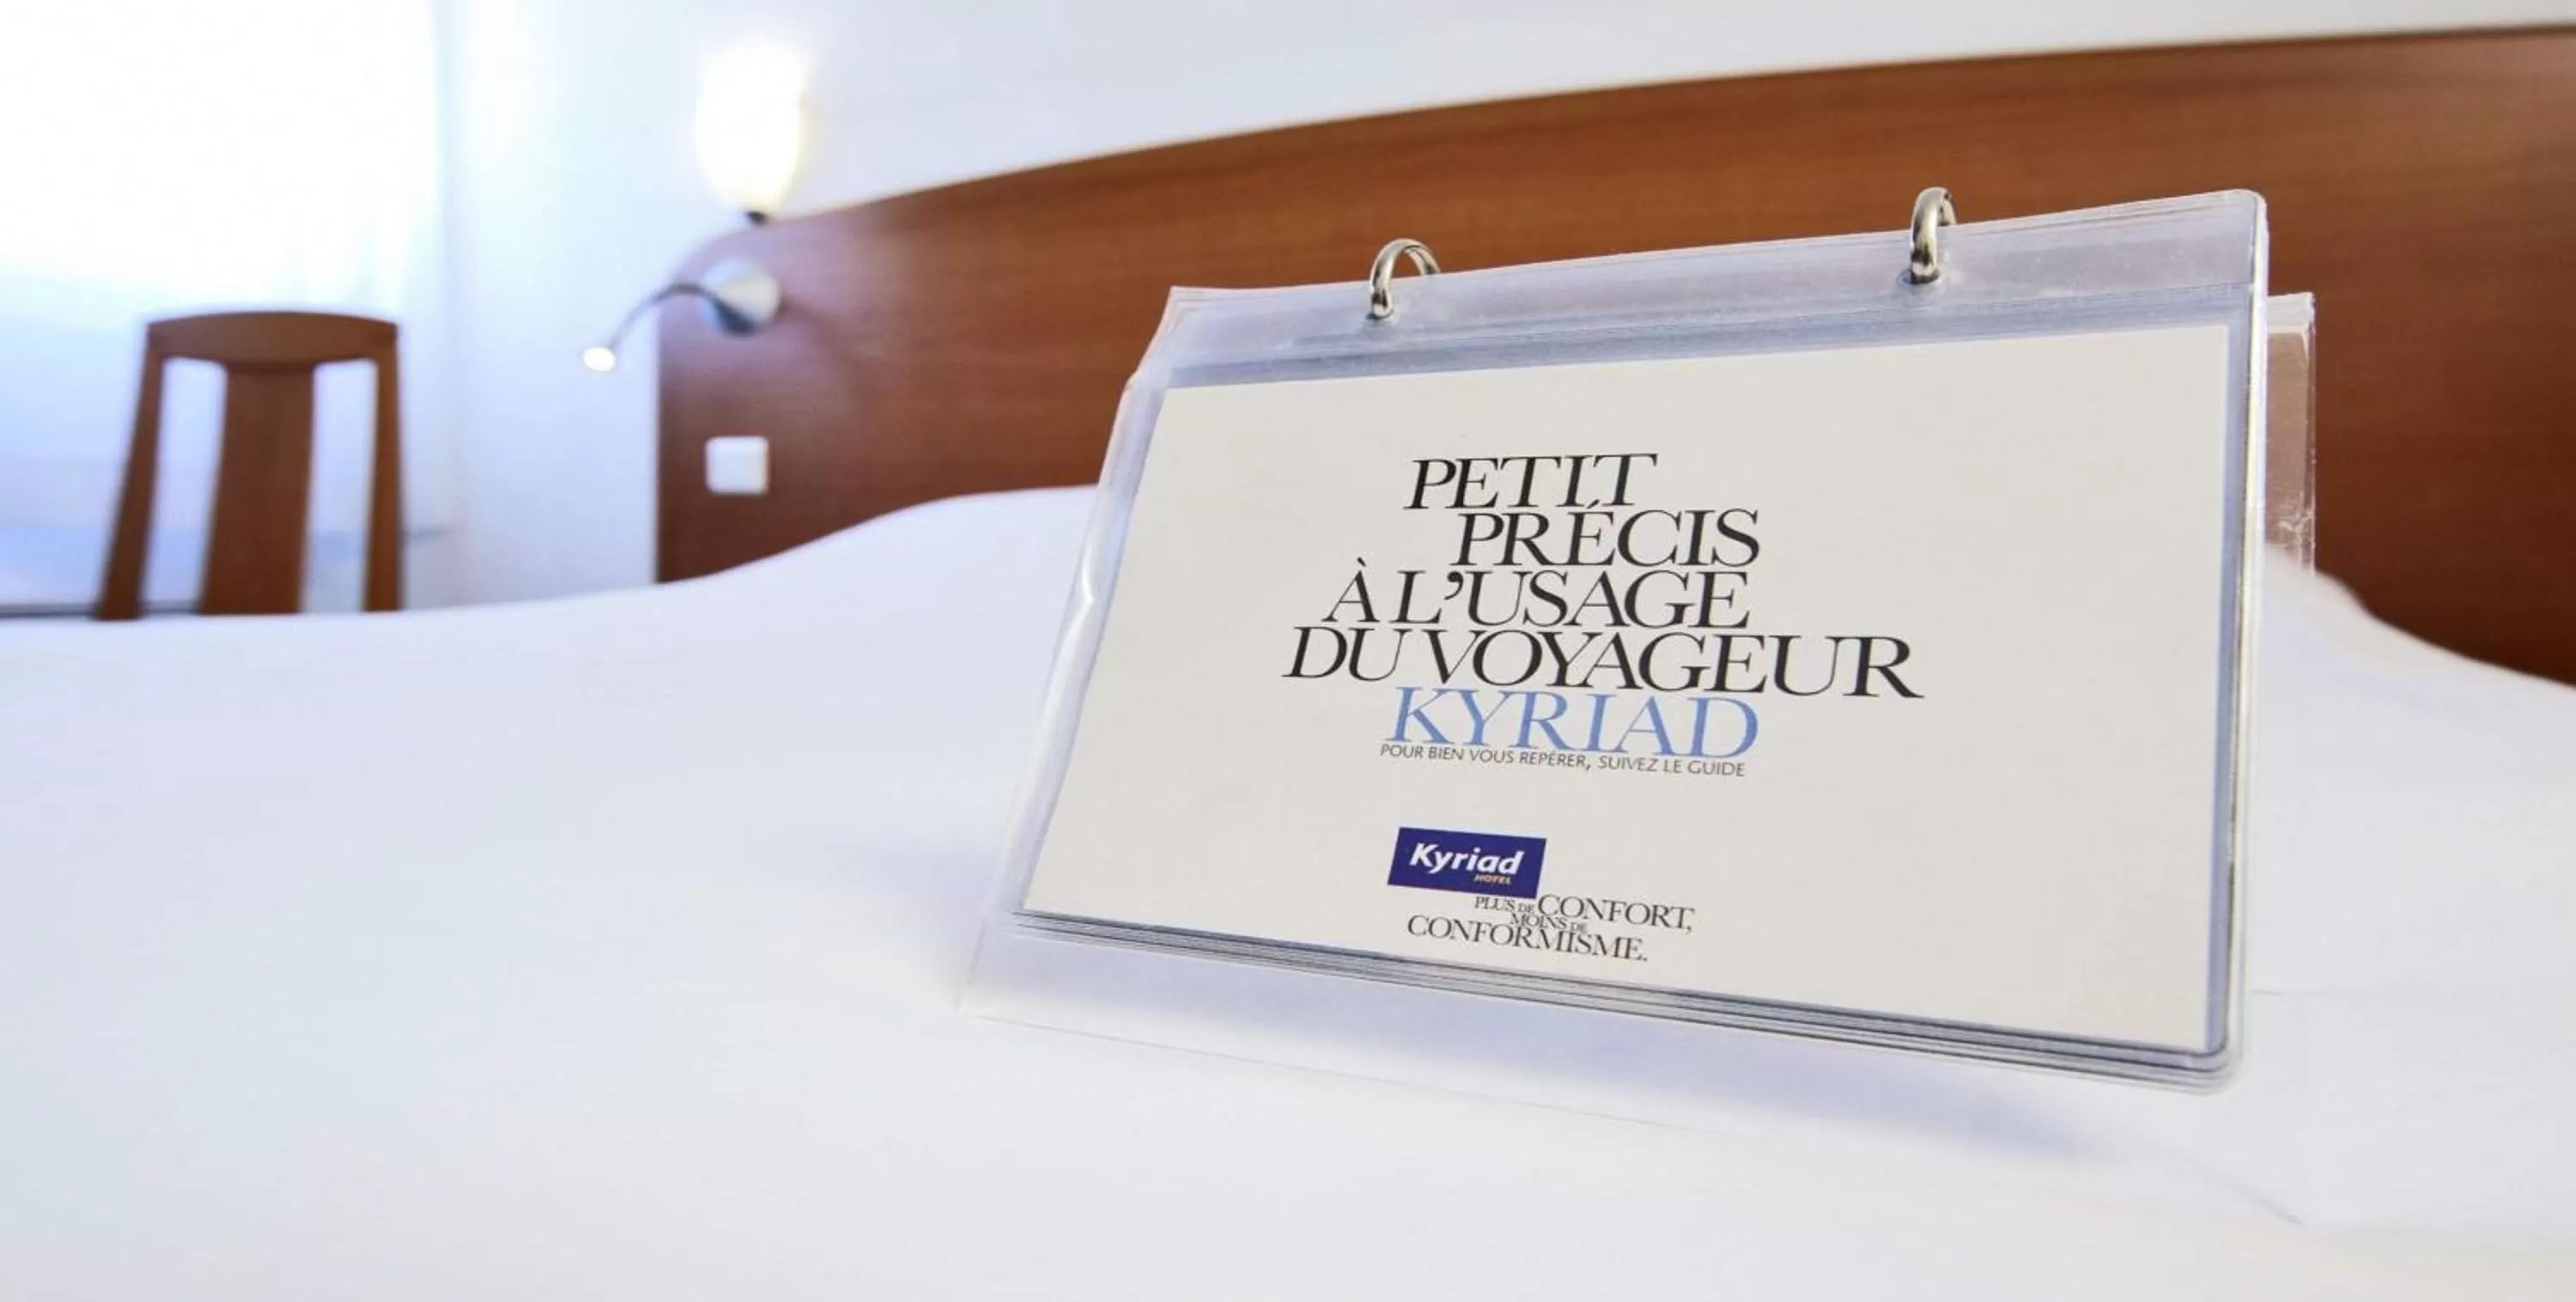 PETIT
PRÉCIS
À L'USAGE
DU VOYAGEUR
KYRIAD
POUR BIEN VOUS REPÉRER, SUIVEZ LE GUIDE
Kyriad
HOTEL
PLUS DE CONFORT,
MOINS DE
CONFORMISME.